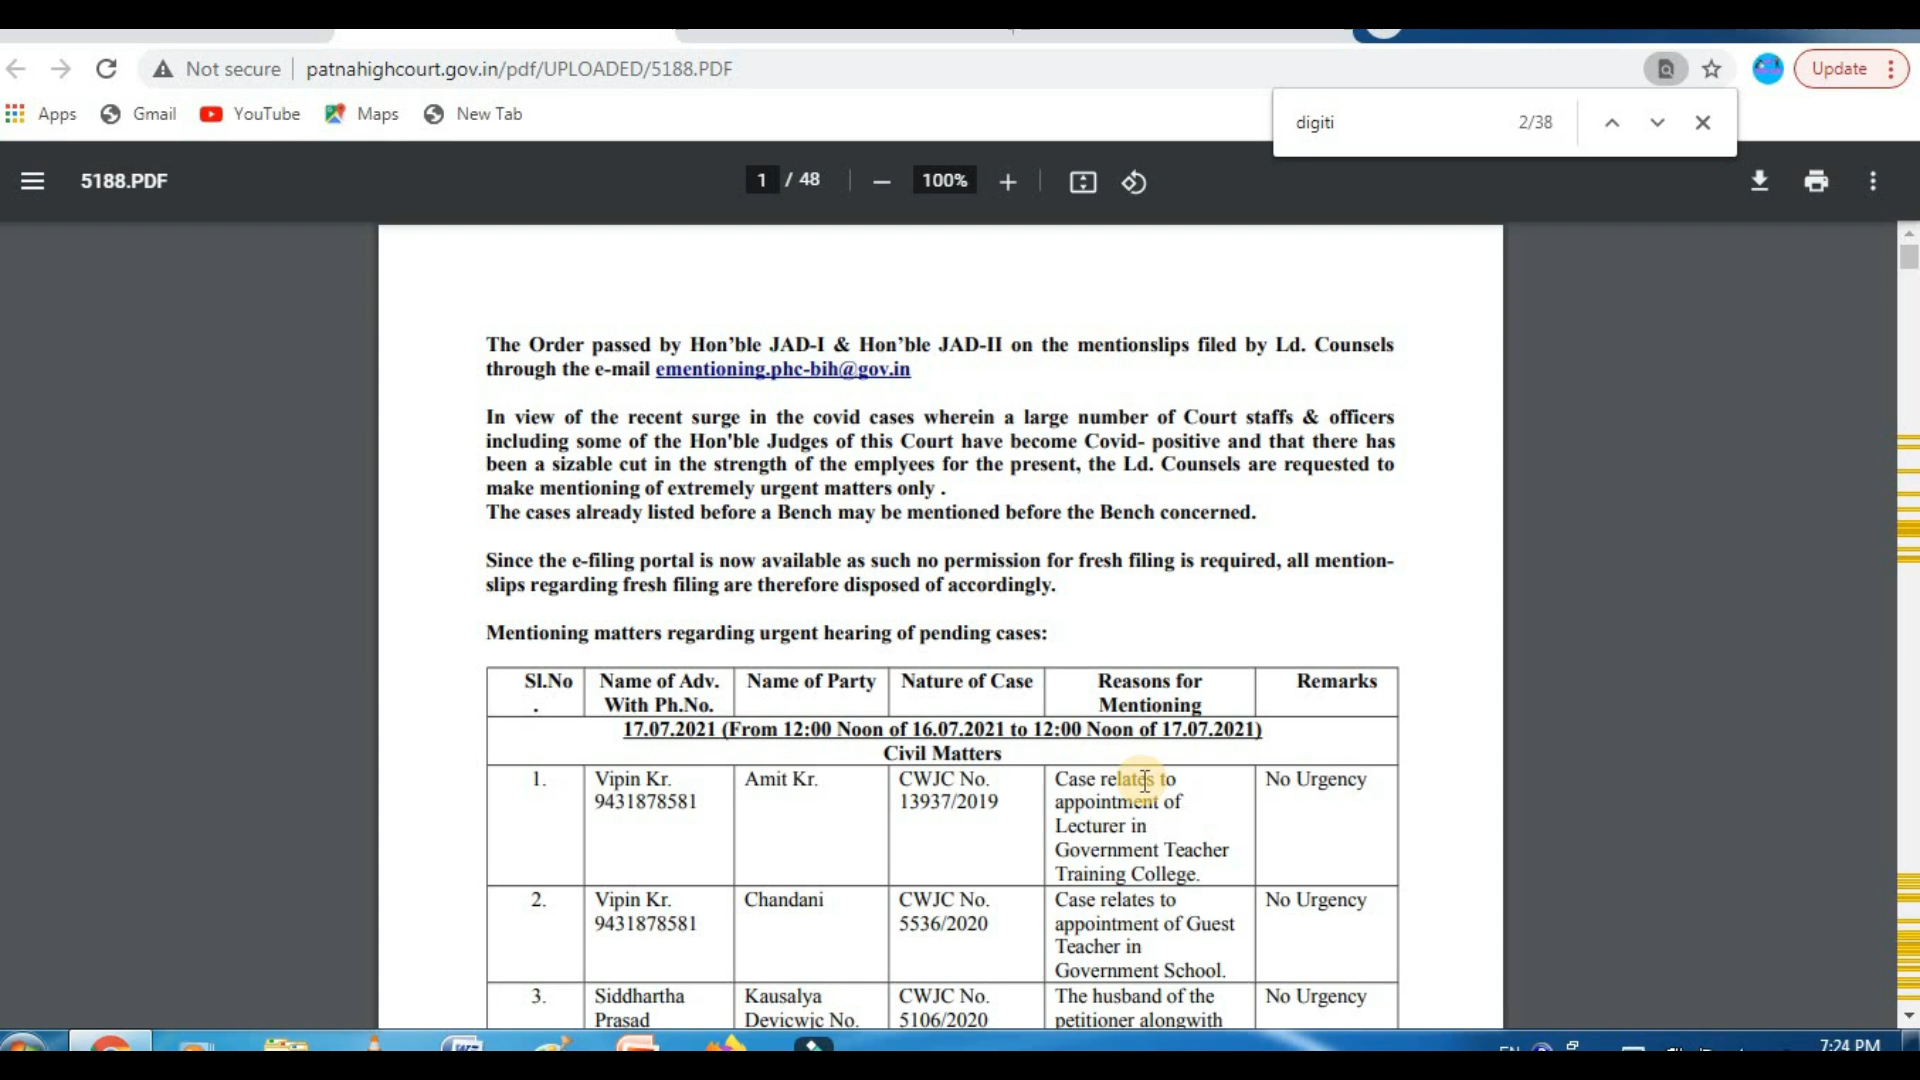 Not secure patnahighcourt.gov.in/pdf/UPLOADED/5188.PDF Update
Apps Gmail YouTube Maps New Tab
digiti 2/38
5188.PDF 1 / 48 100%
The Order passed by Hon'ble JAD-I & Hon'ble JAD-II on the mentionslips filed by Ld. Counsels
through the e-mail ementioning.phc-bih@gov.in
In view of the recent surge in the covid cases wherein a large number of Court staffs & officers
including some of the Hon'ble Judges of this Court have become Covid- positive and that there has
been a sizable cut in the strength of the emplyees for the present, the Ld. Counsels are requested to
make mentioning of extremely urgent matters only .
The cases already listed before a Bench may be mentioned before the Bench concerned.
Since the e-filing portal is now available as such no permission for fresh filing is required, all mention-
slips regarding fresh filing are therefore disposed of accordingly.
Mentioning matters regarding urgent hearing of pending cases:
Sl.No Name of Adv. Name of Party Nature of Case Reasons for Remarks
. With Ph.No. Mentioning
17.07.2021 (From 12:00 Noon of 16.07.2021 to 12:00 Noon of 17.07.2021)
Civil Matters
1. Vipin Kr. Amit Kr. CWJC No. Case relates to No Urgency
9431878581 13937/2019 appointment of
Lecturer in
Government Teacher
Training College.
2. Vipin Kr. Chandani CWJC No. Case relates to No Urgency
9431878581 5536/2020 appointment of Guest
Teacher in
Government School.
3. Siddhartha Kausalya CWJC No. The husband of the No Urgency
Prasad Devicwjc No. 5106/2020 petitioner alongwith
7:24 PM